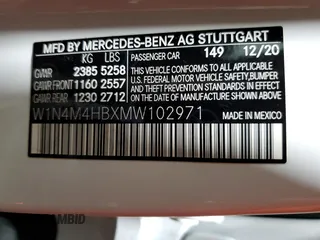 MFD BY MERCEDES-BENZ AG STUTTGART
KG LBS PASSENGER CAR 149 12/20
GVWR 2385 5258 THIS VEHICLE CONFORMS TO ALL APPLICABLE
GAWR FRONT 1160 2557 FEDERAL MOTOR VEHICLE SAFETY, BUMPER, AND
GAWR REAR 1230 2712 THEFT PREVENTION STANDARDS IN EFFECT ON THE
DATE OF MANUFACTURE SHOWN ABOVE.
W1N4M4HBXMW102971 MADE IN MEXICO
AMBID